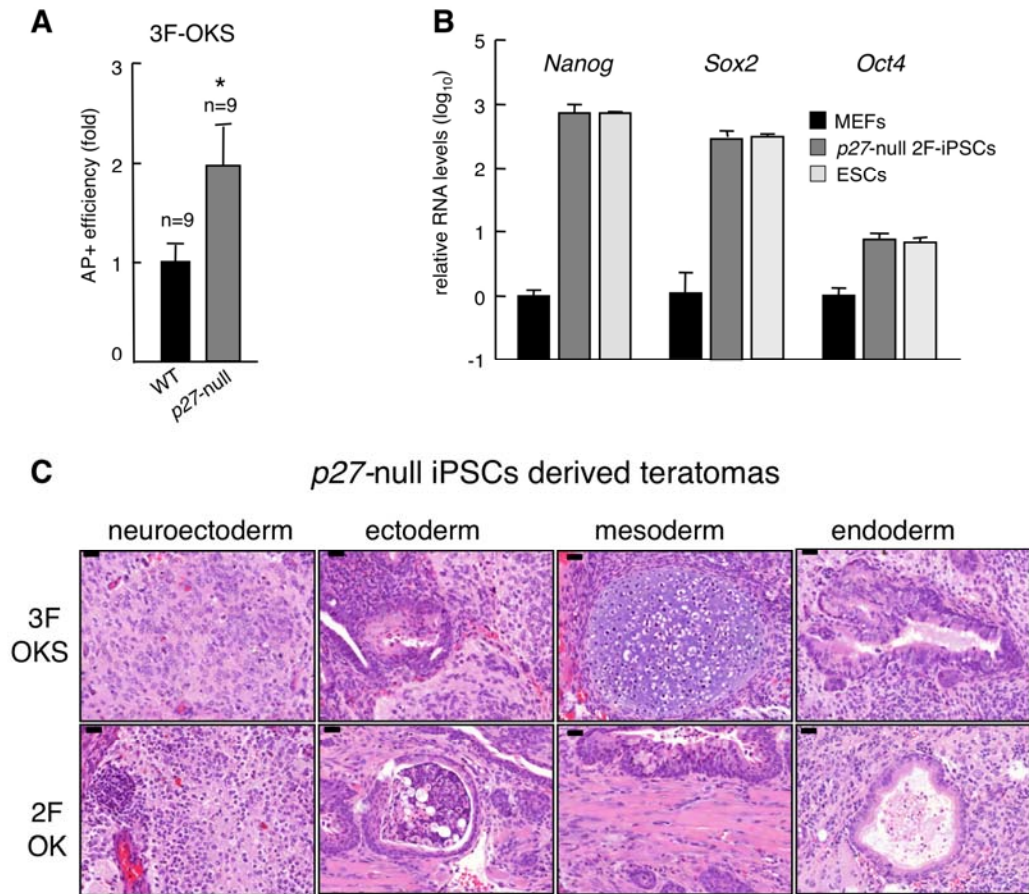 A
3F-OKS
AP+ efficiency (fold)
3
2
1
0
n=9
*
n=9
WT
p27-null
B
relative RNA levels (log10)
5
3
1
0
-1
Nanog
Sox2
Oct4
MEFs
p27-null 2F-iPSCs
ESCs
C
p27-null iPSCs derived teratomas
neuroectoderm
ectoderm
mesoderm
endoderm
3F
OKS
2F
OK